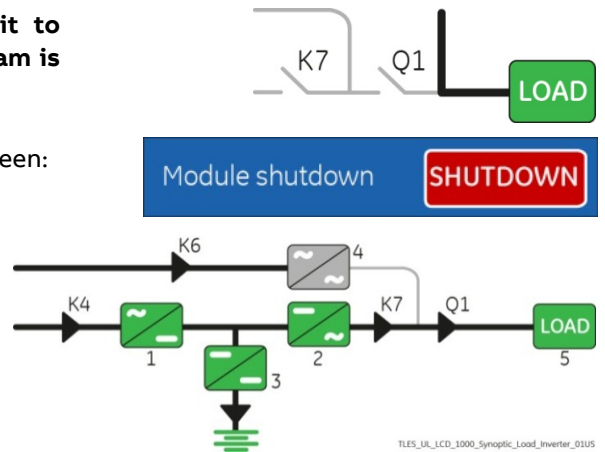 it to
am is
K7 Q1
LOAD
een:
Module shutdown SHUTDOWN
K6
4
K4 K7 Q1
LOAD
1 2 5
3
TLES_UL_LCD_1000_Synoptic_Load_Inverter_01US